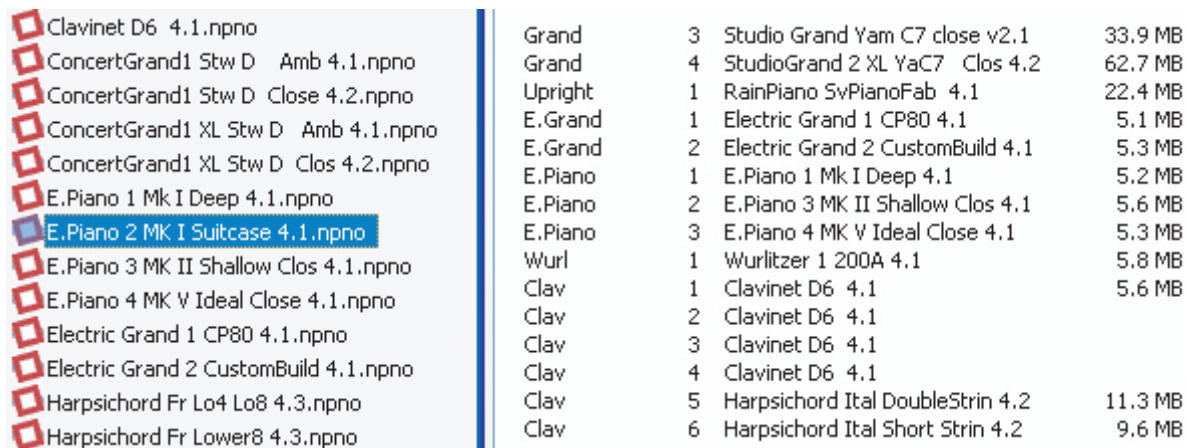 Clavinet D6  4.1.npno
ConcertGrand1 Stw D    Amb 4.1.npno
ConcertGrand1 Stw D  Close 4.2.npno
ConcertGrand1 XL Stw D   Amb 4.1.npno
ConcertGrand1 XL Stw D  Clos 4.2.npno
E.Piano 1 Mk I Deep 4.1.npno
E.Piano 2 MK I Suitcase 4.1.npno
E.Piano 3 MK II Shallow Clos 4.1.npno
E.Piano 4 MK V Ideal Close 4.1.npno
Electric Grand 1 CP80 4.1.npno
Electric Grand 2 CustomBuild 4.1.npno
Harpsichord Fr Lo4 Lo8 4.3.npno
Harpsichord Fr Lower8 4.3.npno
Grand 3 Studio Grand Yam C7 close v2.1 33.9 MB
Grand 4 StudioGrand 2 XL YaC7   Clos 4.2 62.7 MB
Upright 1 RainPiano SvPianoFab  4.1 22.4 MB
E.Grand 1 Electric Grand 1 CP80 4.1 5.1 MB
E.Grand 2 Electric Grand 2 CustomBuild 4.1 5.3 MB
E.Piano 1 E.Piano 1 Mk I Deep 4.1 5.2 MB
E.Piano 2 E.Piano 3 MK II Shallow Clos 4.1 5.6 MB
E.Piano 3 E.Piano 4 MK V Ideal Close 4.1 5.3 MB
Wurl 1 Wurlitzer 1 200A 4.1 5.8 MB
Clav 1 Clavinet D6  4.1 5.6 MB
Clav 2 Clavinet D6  4.1
Clav 3 Clavinet D6  4.1
Clav 4 Clavinet D6  4.1
Clav 5 Harpsichord Ital DoubleStrin 4.2 11.3 MB
Clav 6 Harpsichord Ital Short Strin 4.2 9.6 MB